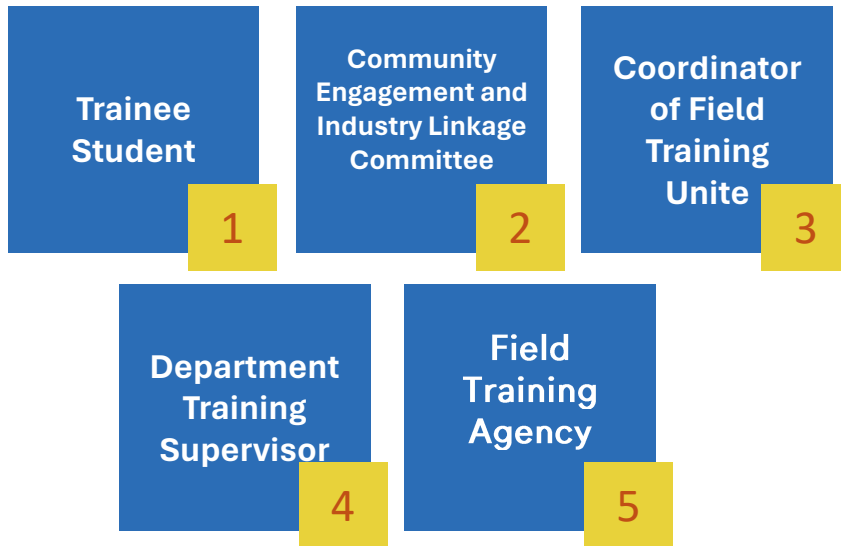 Trainee
Student
1
Community
Engagement and
Industry Linkage
Committee
2
Coordinator
of Field
Training
Unite
3
Department
Training
Supervisor
4
Field
Training
Agency
5